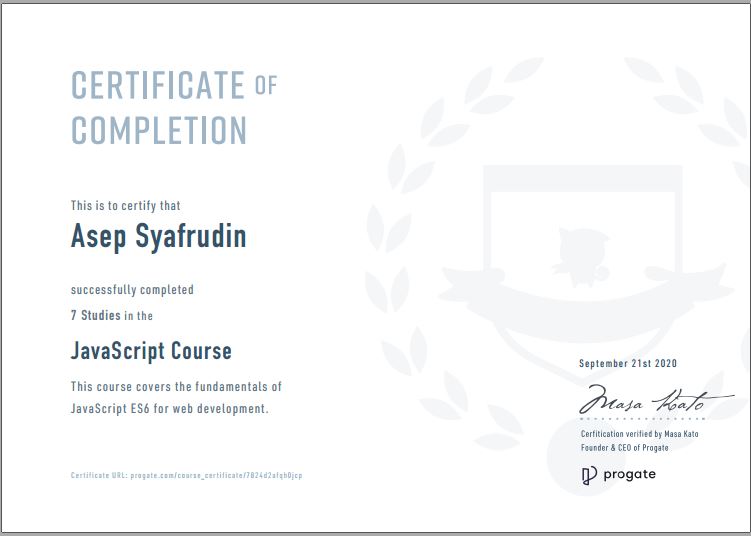 CERTIFICATE OF
COMPLETION
This is to certify that
Asep Syafrudin
successfully completed
7 Studies in the
JavaScript Course
This course covers the fundamentals of
JavaScript ES6 for web development.
Certificate URL: progate.com/course_certificate/7824d2afqh0jcp
September 21st 2020
Masa Kato
Cerfitication verified by Masa Kato
Founder & CEO of Progate
progate